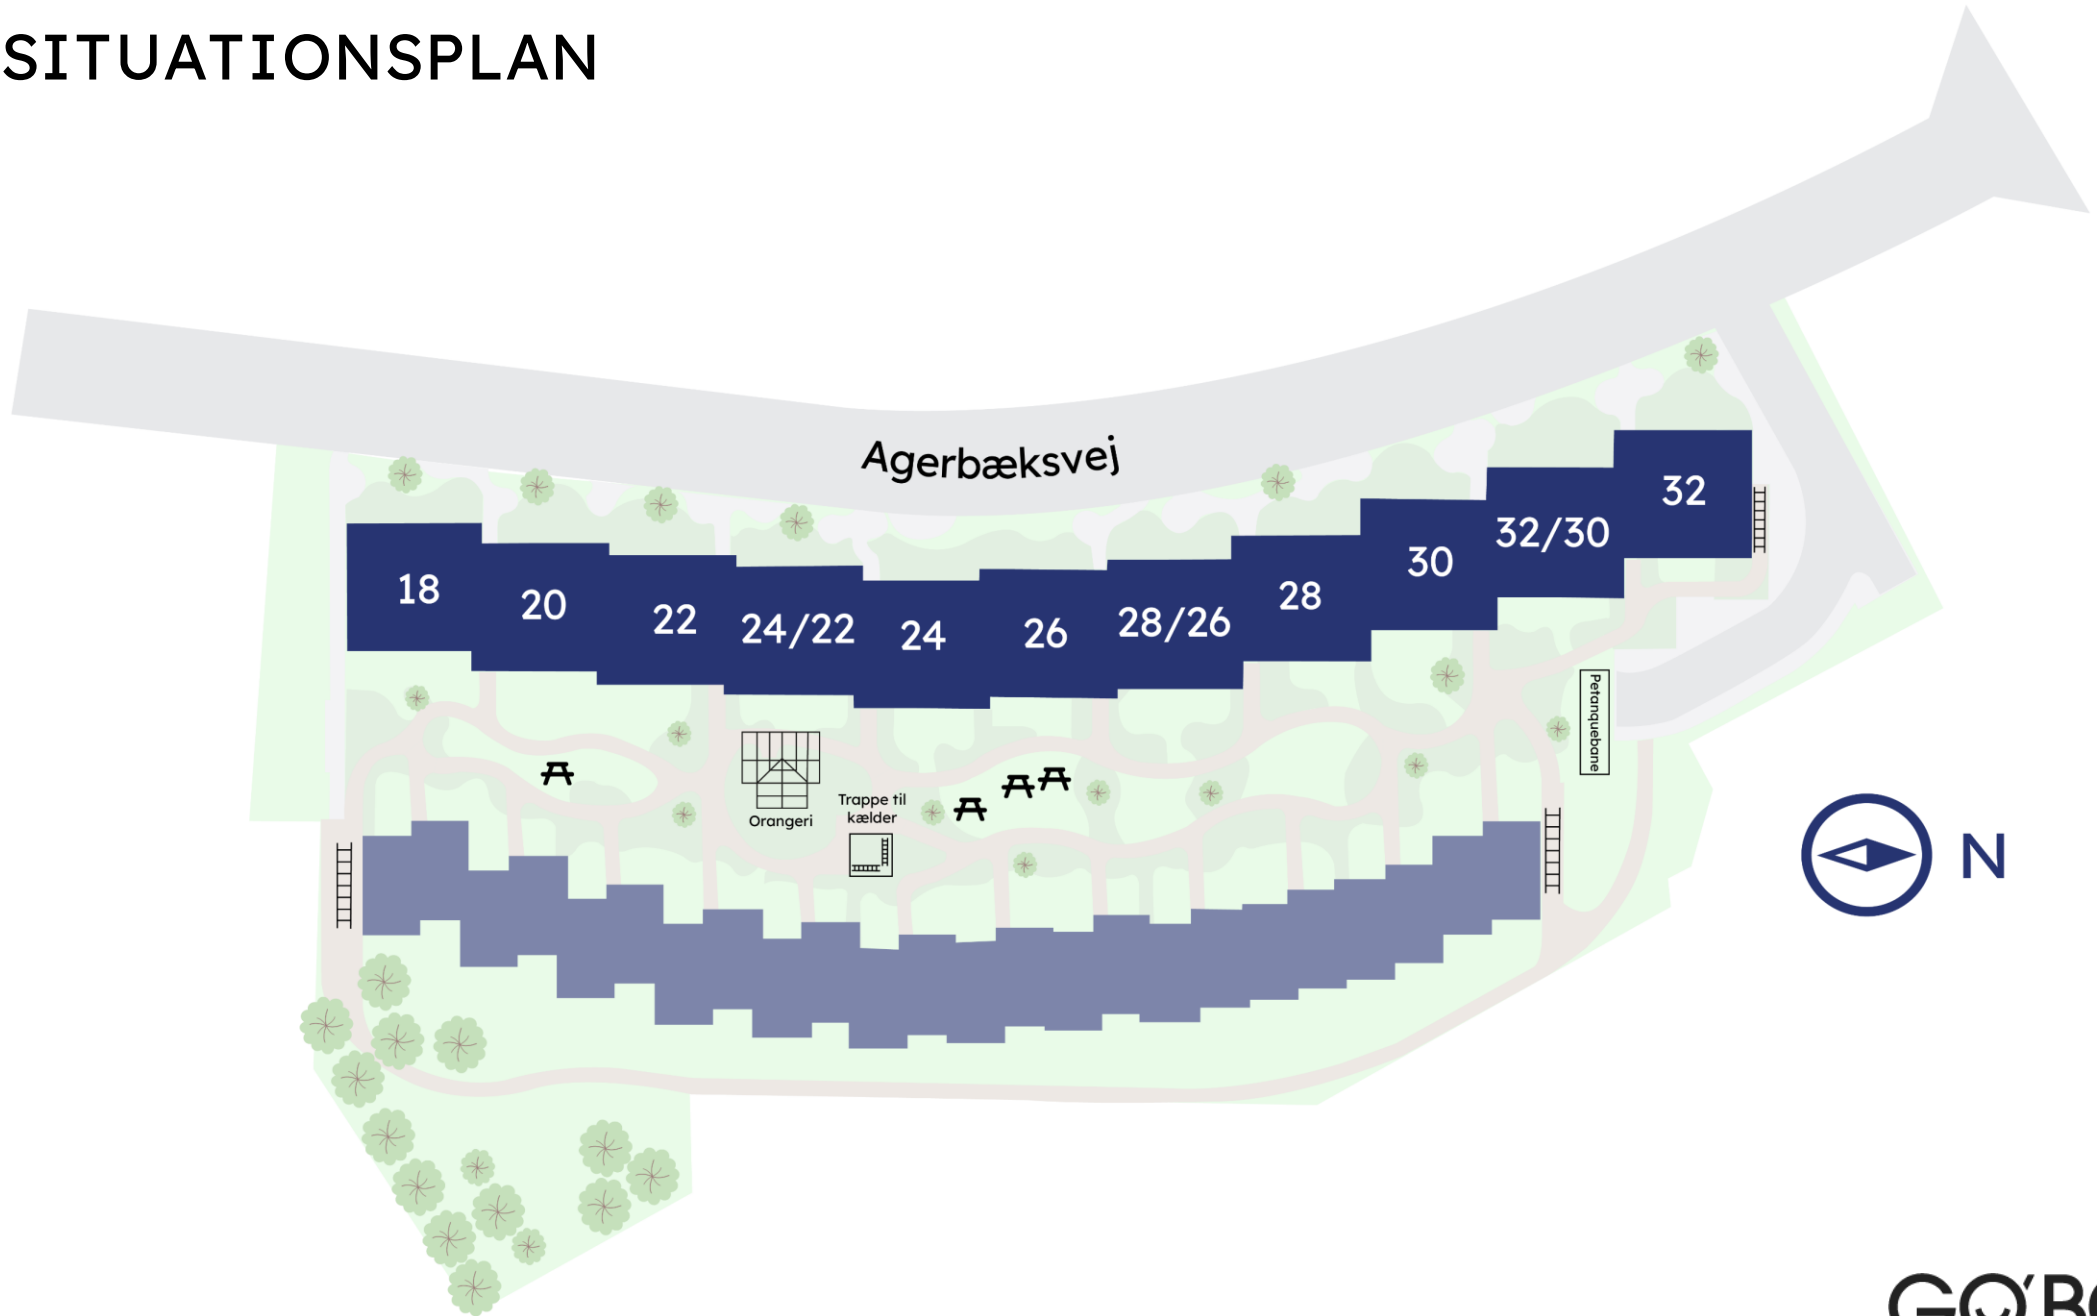 SITUATIONSPLAN
Agerbæksvej
18
20
22
24/22
24
26
28/26
28
30
32/30
32
Petanquebane
Orangeri
Trappe til
kælder
N